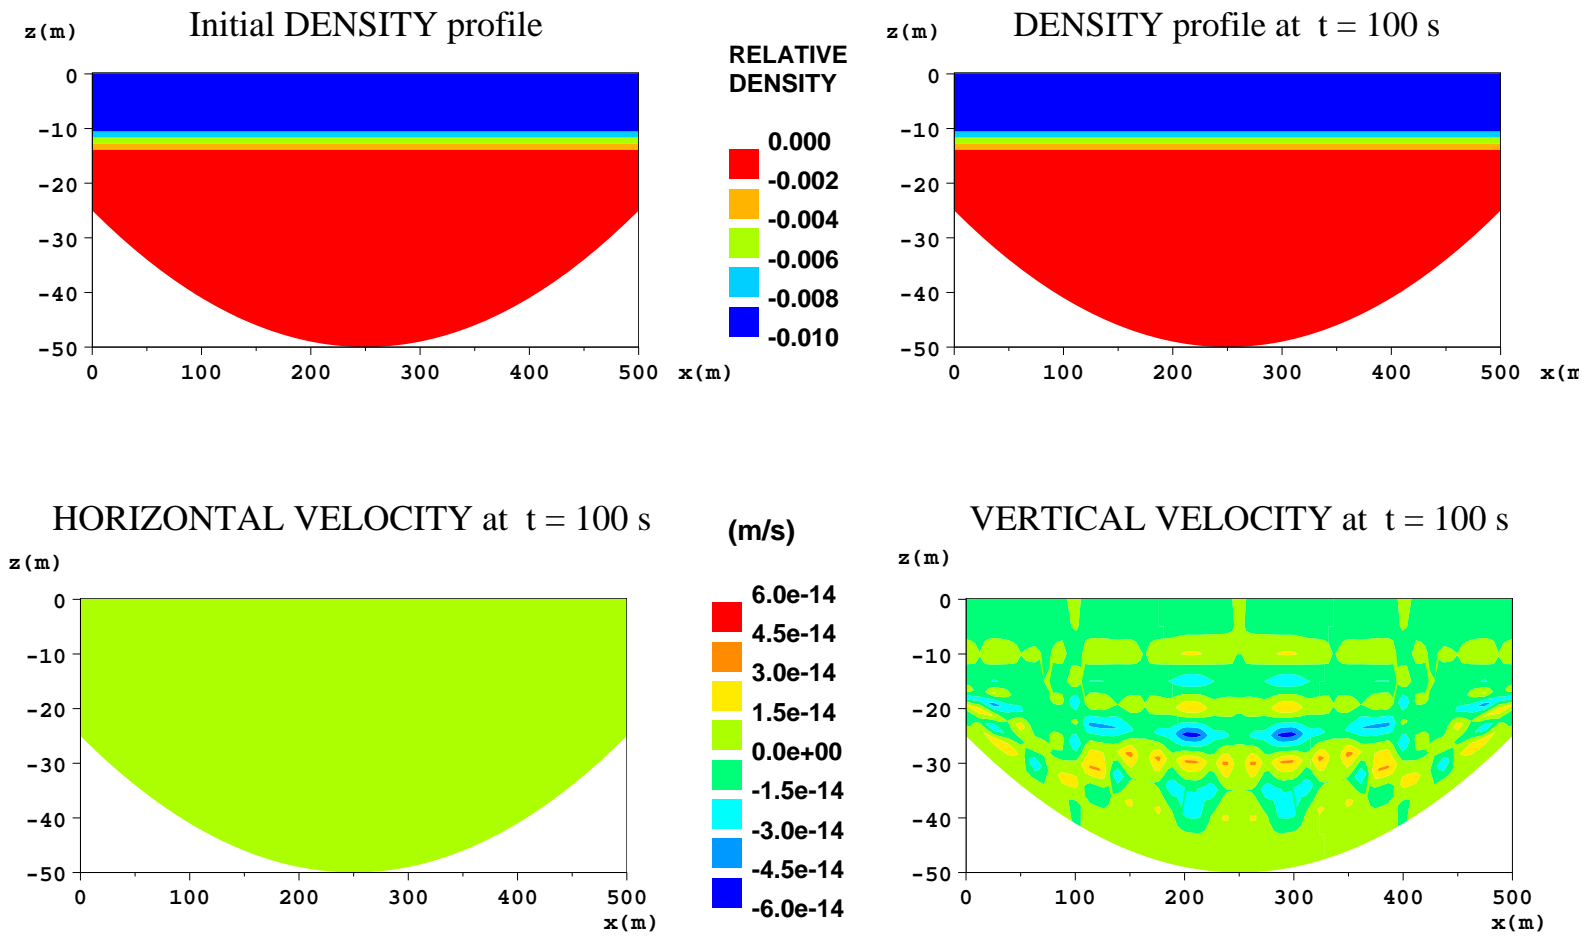 Initial DENSITY profile
z(m)
0
-10
-20
-30
-40
-50
0 100 200 300 400 500 x(m)
RELATIVE
DENSITY
0.000
-0.002
-0.004
-0.006
-0.008
-0.010
DENSITY profile at t = 100 s
z(m)
0
-10
-20
-30
-40
-50
0 100 200 300 400 500 x(m
HORIZONTAL VELOCITY at t = 100 s
z(m)
0
-10
-20
-30
-40
-50
0 100 200 300 400 500
x(m)
(m/s)
6.0e-14
4.5e-14
3.0e-14
1.5e-14
0.0e+00
-1.5e-14
-3.0e-14
-4.5e-14
-6.0e-14
VERTICAL VELOCITY at t = 100 s
z(m)
0
-10
-20
-30
-40
-50
0 100 200 300 400 500
x(m)